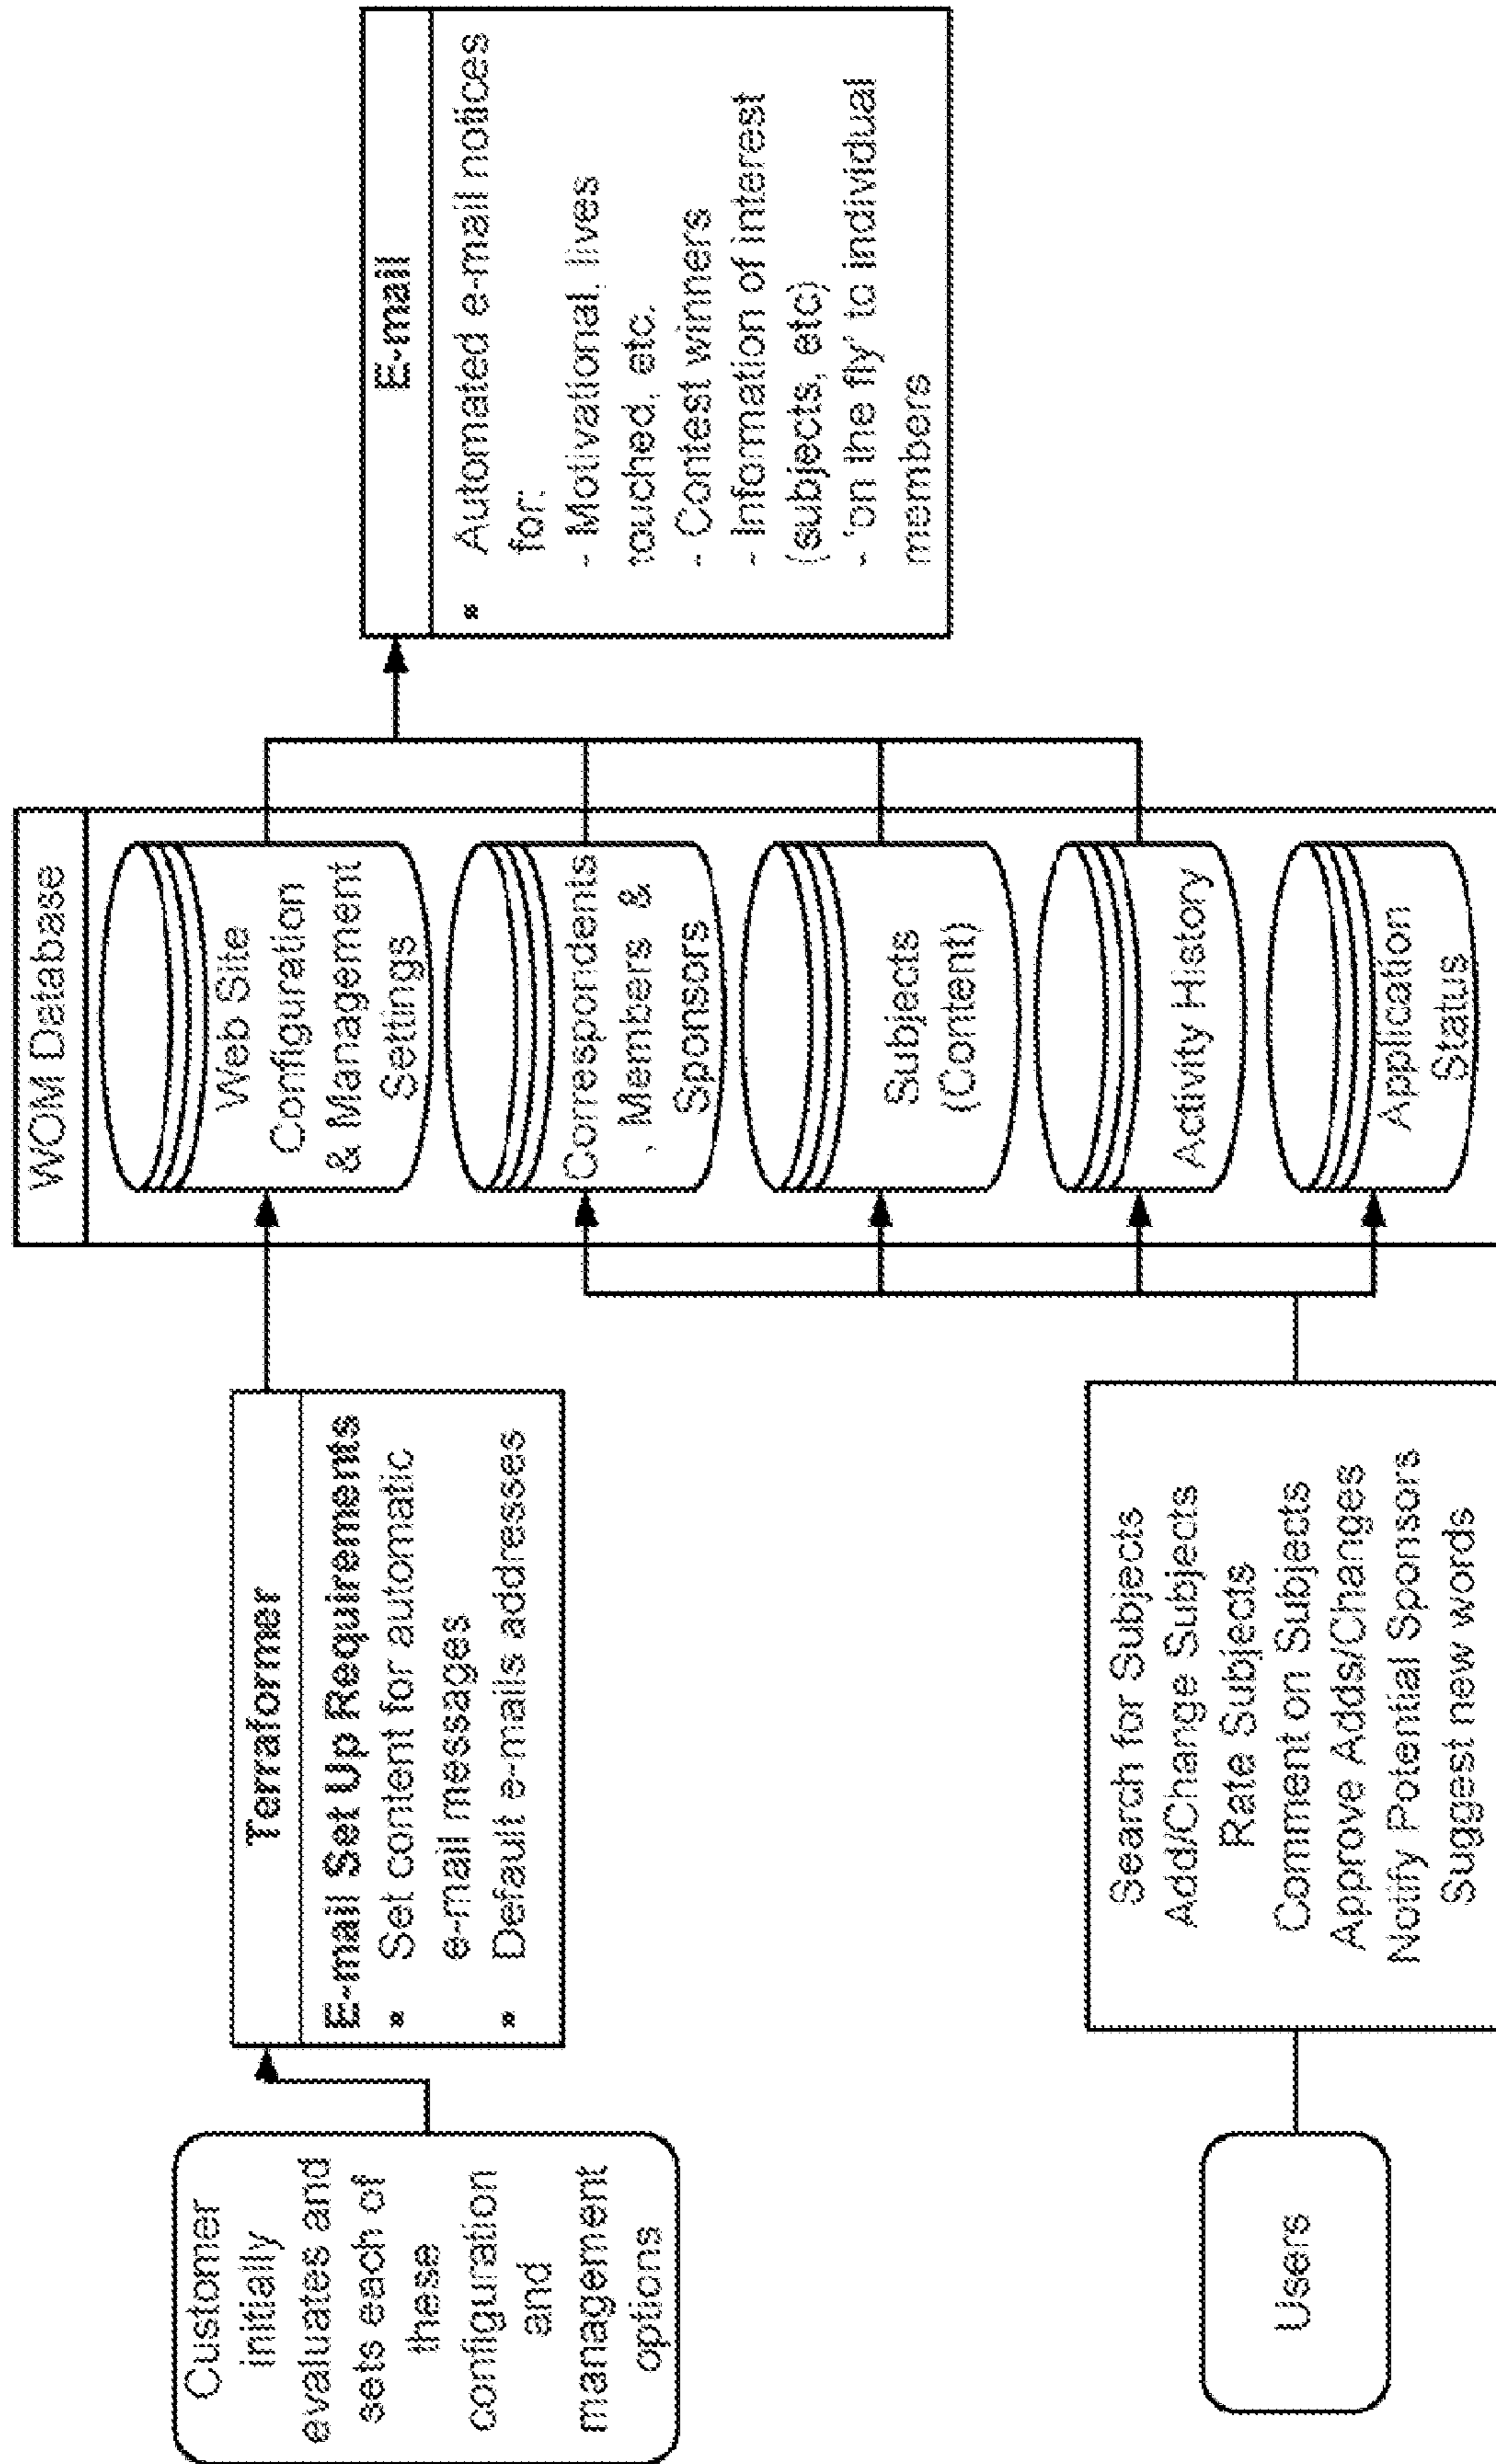 Customer
initially
evaluates and
sets each of
these
configuration
and
management
options
Terraformer
E-mail Set Up Requirements
Set content for automatic
e-mail messages
Default e-mails addresses
WOM Database
Web Site
Configuration
& Management
Settings
Correspondents
, Members &
Sponsors
Subjects
(Content)
Activity History
Application
Status
E-mail
Automated e-mail notices
for:
- Motivational, lives
touched, etc.
- Contest winners
- Information of interest
(subjects, etc)
- 'on the fly' to individual
members
Users
Search for Subjects
Add/Change Subjects
Rate Subjects
Comment on Subjects
Approve Adds/Changes
Notify Potential Sponsors
Suggest new words